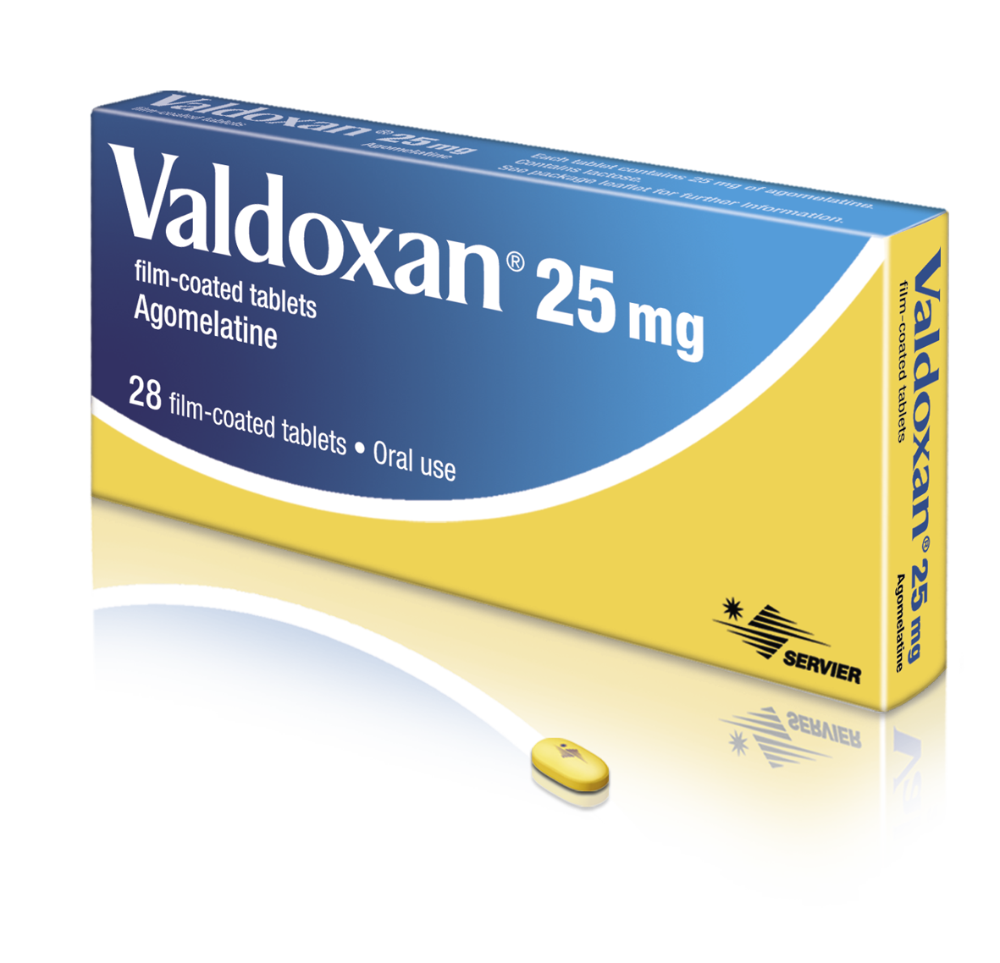 Valdoxan® 25 mg
film-coated tablets
Agomelatine
Each tablet contains 25 mg of agomelatine.
Contains lactose.
See package leaflet for further information.
Valdoxan® 25 mg
film-coated tablets
Agomelatine
28 film-coated tablets • Oral use
SERVIER
Valdoxan® 25 mg
film-coated tablets
Agomelatine